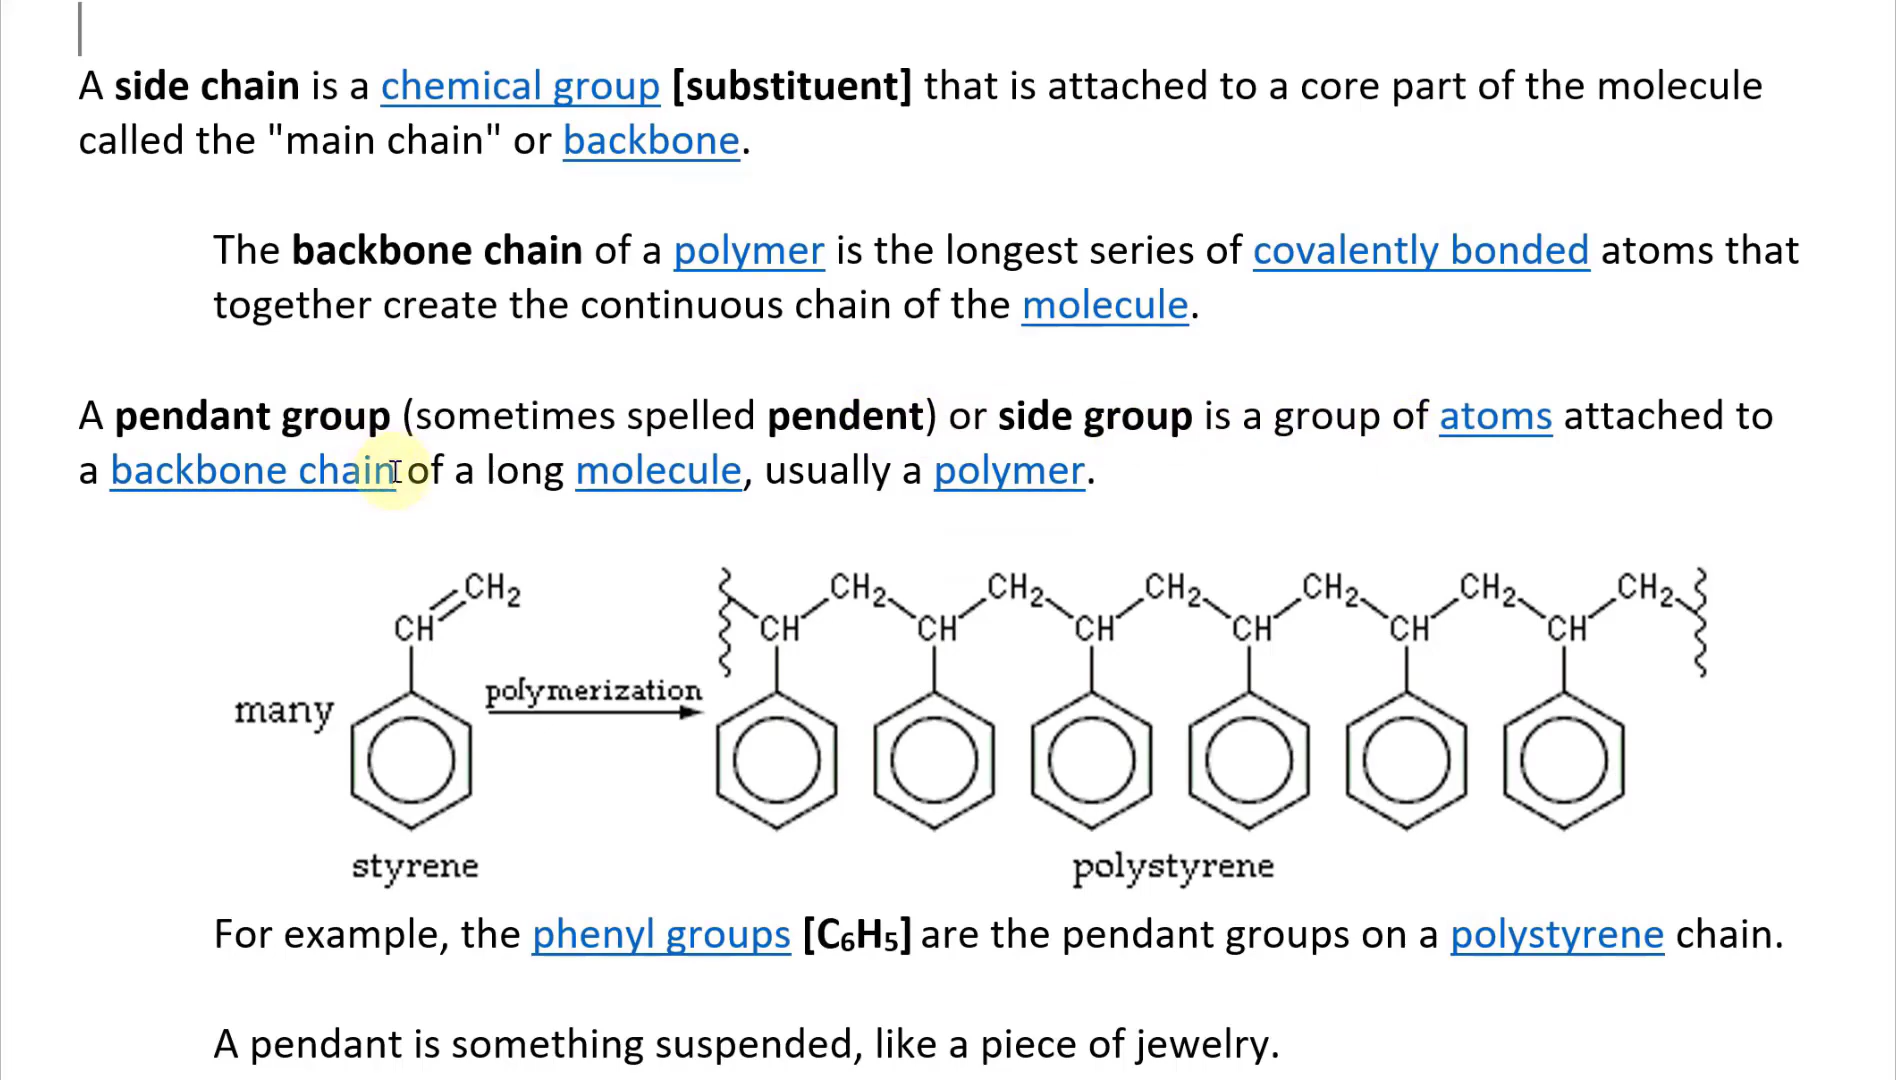 A side chain is a chemical group [substituent] that is attached to a core part of the molecule
called the "main chain" or backbone.
The backbone chain of a polymer is the longest series of covalently bonded atoms that
together create the continuous chain of the molecule.
A pendant group (sometimes spelled pendent) or side group is a group of atoms attached to
a backbone chain of a long molecule, usually a polymer.
CH₂ CH₂ CH₂ CH₂ CH₂ CH₂ CH₂
CH CH CH CH CH CH CH
many polymerization
styrene polystyrene
For example, the phenyl groups [C₆H₅] are the pendant groups on a polystyrene chain.
A pendant is something suspended, like a piece of jewelry.